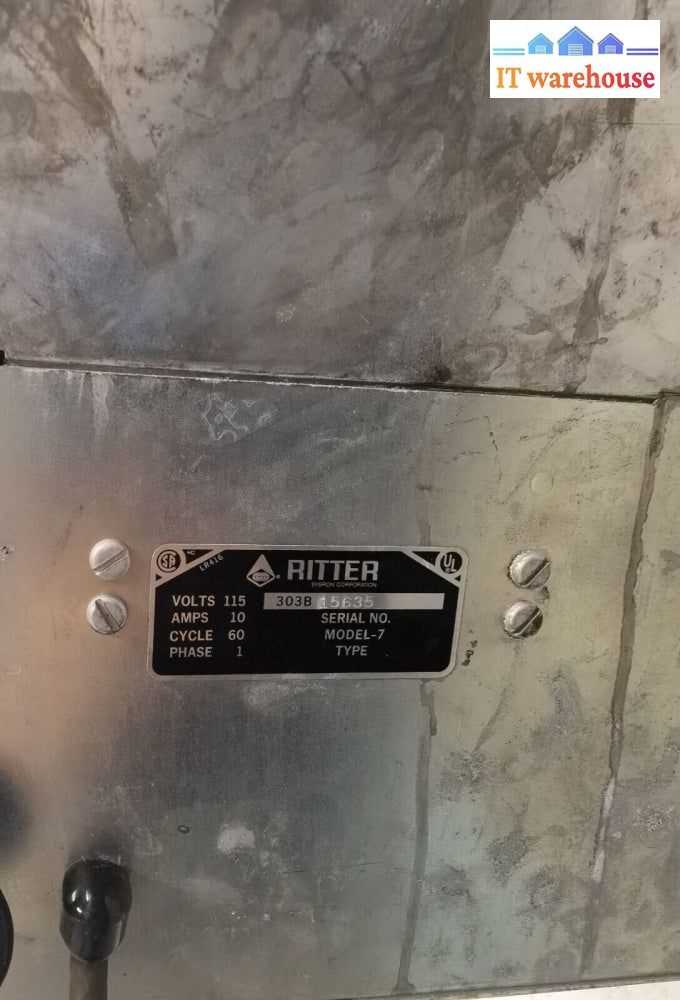 IT warehouse
LR416
RITTER
SYBRON CORPORATION
VOLTS 115 303B 15635
AMPS 10 SERIAL NO.
CYCLE 60 MODEL-7
PHASE 1 TYPE
UL